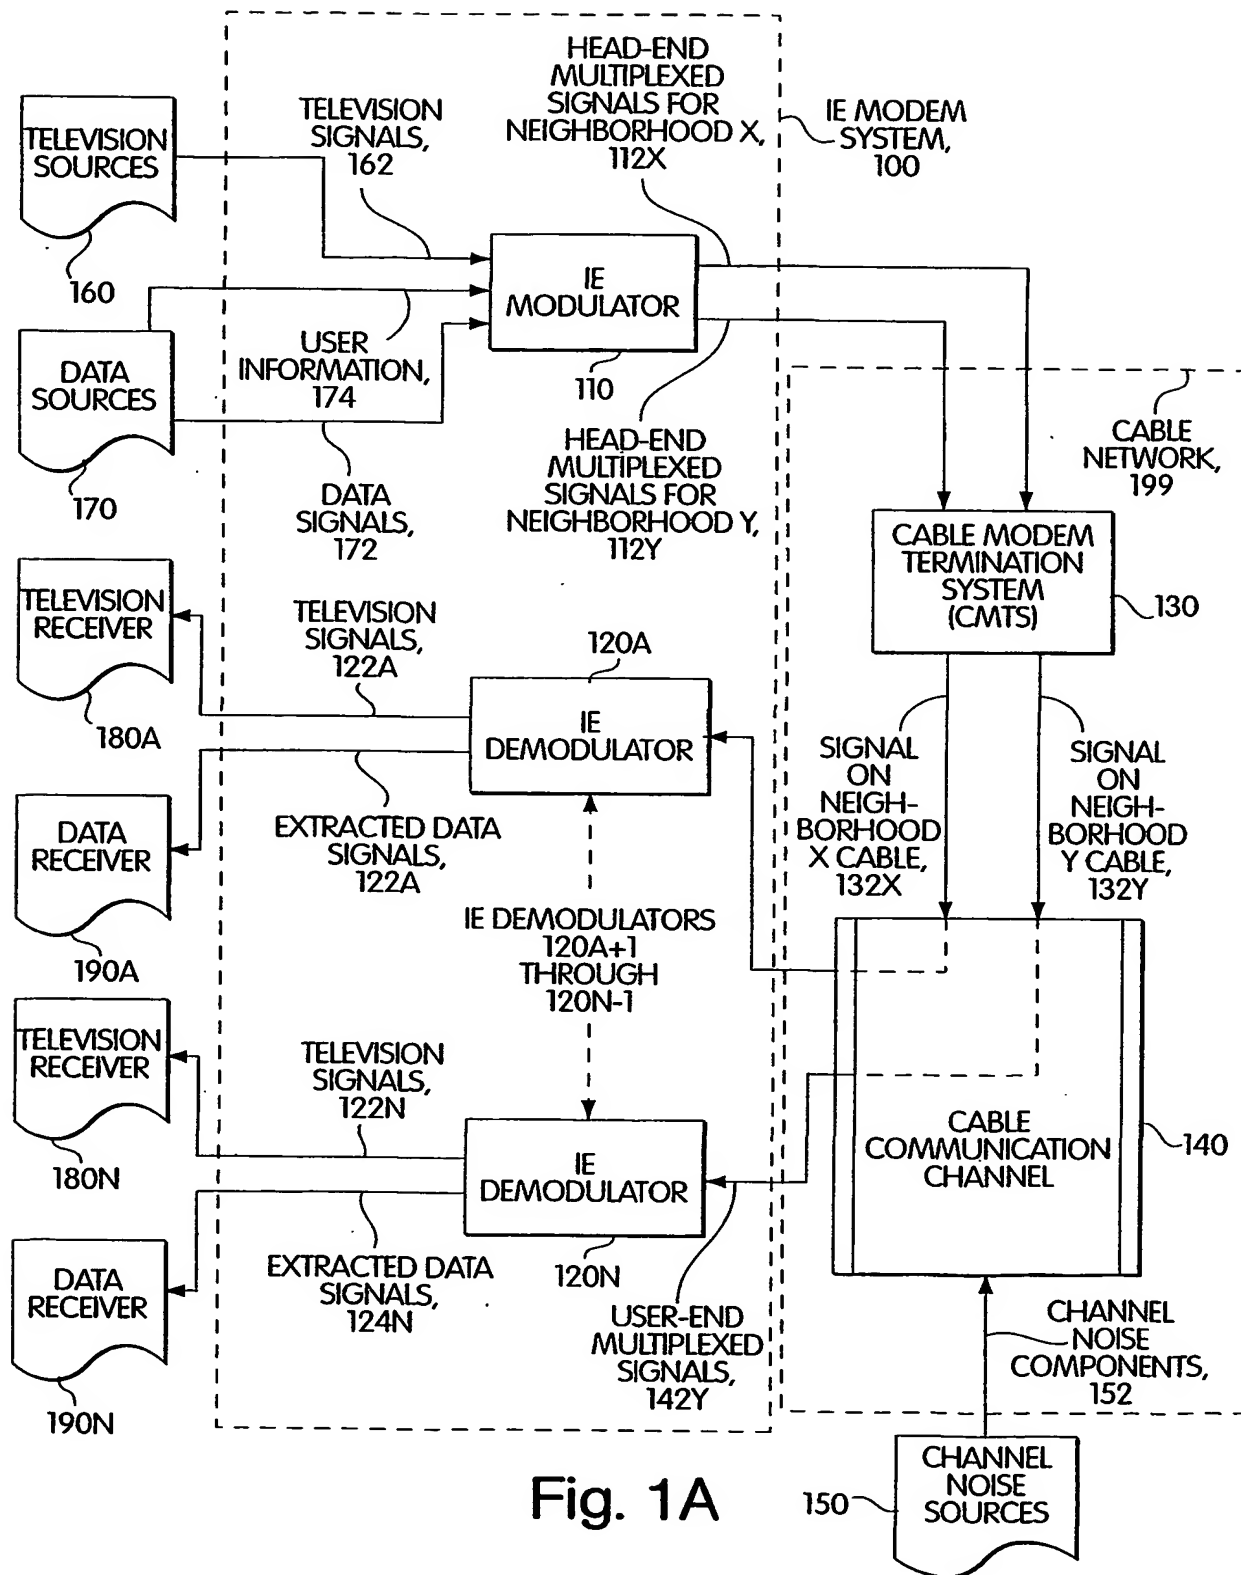 HEAD-END
MULTIPLEXED
SIGNALS FOR
NEIGHBORHOOD X,
112X
TELEVISION
SIGNALS,
162
IE MODEM
SYSTEM,
100
TELEVISION
SOURCES
160
IE
MODULATOR
110
USER
INFORMATION,
174
DATA
SOURCES
170
DATA
SIGNALS,
172
HEAD-END
MULTIPLEXED
SIGNALS FOR
NEIGHBORHOOD Y,
112Y
CABLE
NETWORK,
199
CABLE MODEM
TERMINATION
SYSTEM
(CMTS)
130
TELEVISION
RECEIVER
180A
TELEVISION
SIGNALS,
122A
120A
IE
DEMODULATOR
SIGNAL
ON
NEIGH-
BORHOOD
X CABLE,
132X
SIGNAL
ON
NEIGH-
BORHOOD
Y CABLE,
132Y
DATA
RECEIVER
190A
EXTRACTED DATA
SIGNALS,
122A
IE DEMODULATORS
120A+1
THROUGH
120N-1
TELEVISION
RECEIVER
180N
TELEVISION
SIGNALS,
122N
IE
DEMODULATOR
120N
CABLE
COMMUNICATION
CHANNEL
140
DATA
RECEIVER
190N
EXTRACTED DATA
SIGNALS,
124N
USER-END
MULTIPLEXED
SIGNALS,
142Y
CHANNEL
NOISE
COMPONENTS,
152
CHANNEL
NOISE
SOURCES
150
Fig. 1A